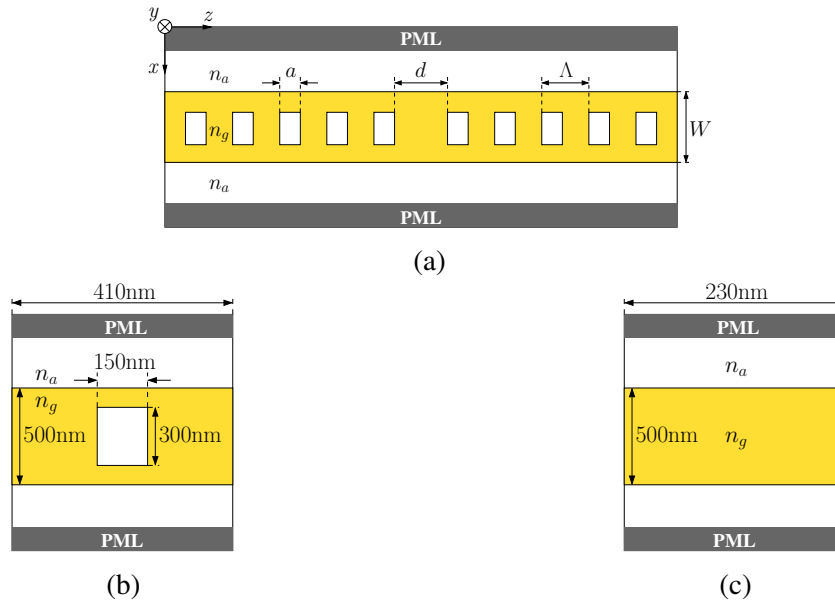 y
z
x
PML
n_a
a
d
Λ
n_g
W
n_a
PML
(a)
410nm
PML
150nm
n_a
n_g
500nm
300nm
PML
(b)
230nm
PML
n_a
500nm
n_g
PML
(c)